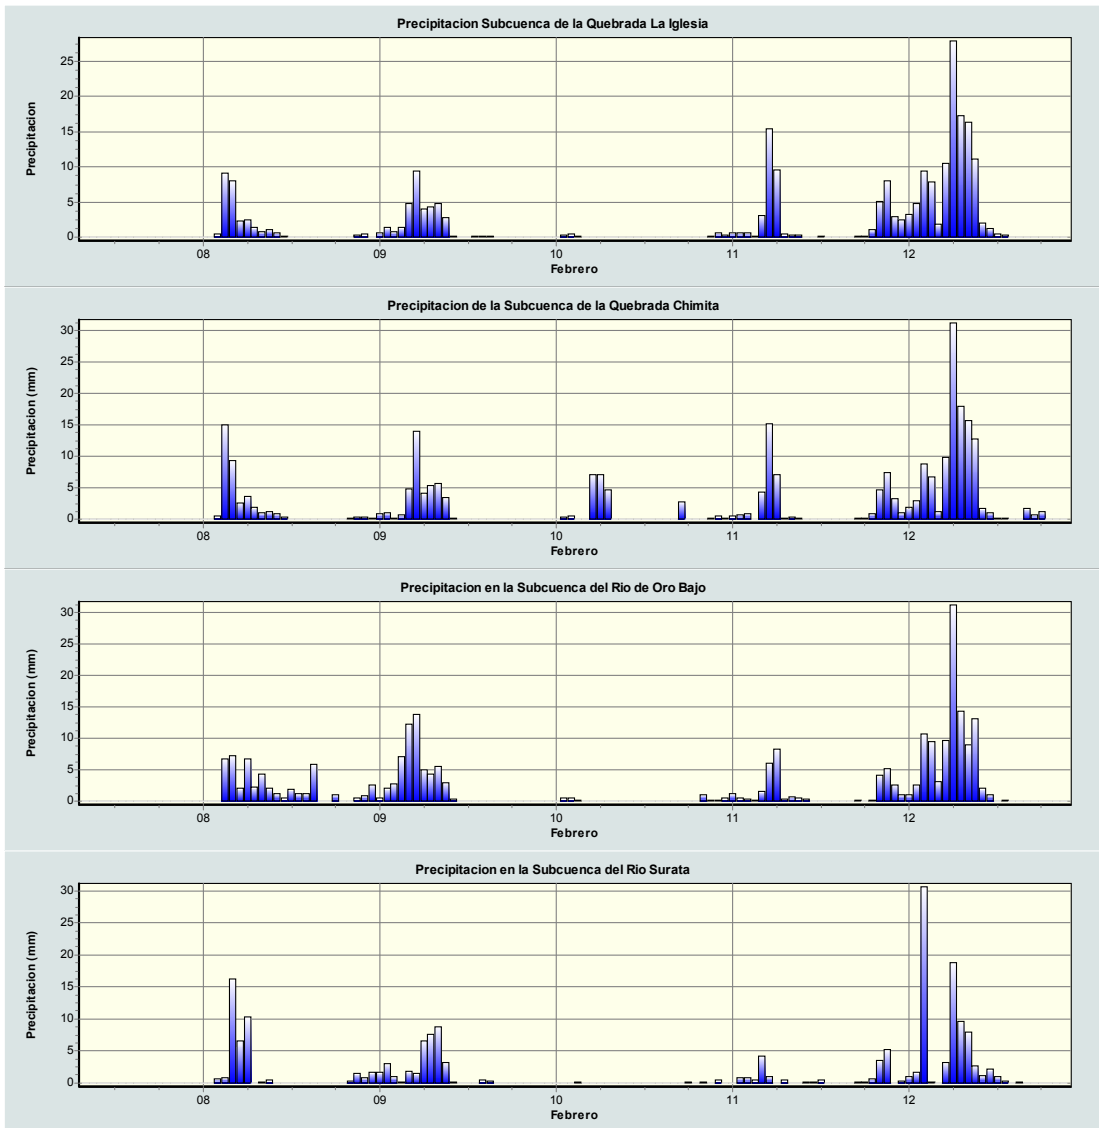 Precipitacion Subcuenca de la Quebrada La Iglesia
Precipitacion
25
20
15
10
5
0
08 09 10 11 12
Febrero
Precipitacion de la Subcuenca de la Quebrada Chimita
Precipitacion (mm)
30
25
20
15
10
5
0
08 09 10 11 12
Febrero
Precipitacion en la Subcuenca del Rio de Oro Bajo
Precipitacion (mm)
30
25
20
15
10
5
0
08 09 10 11 12
Febrero
Precipitacion en la Subcuenca del Rio Surata
Precipitacion (mm)
30
25
20
15
10
5
0
08 09 10 11 12
Febrero